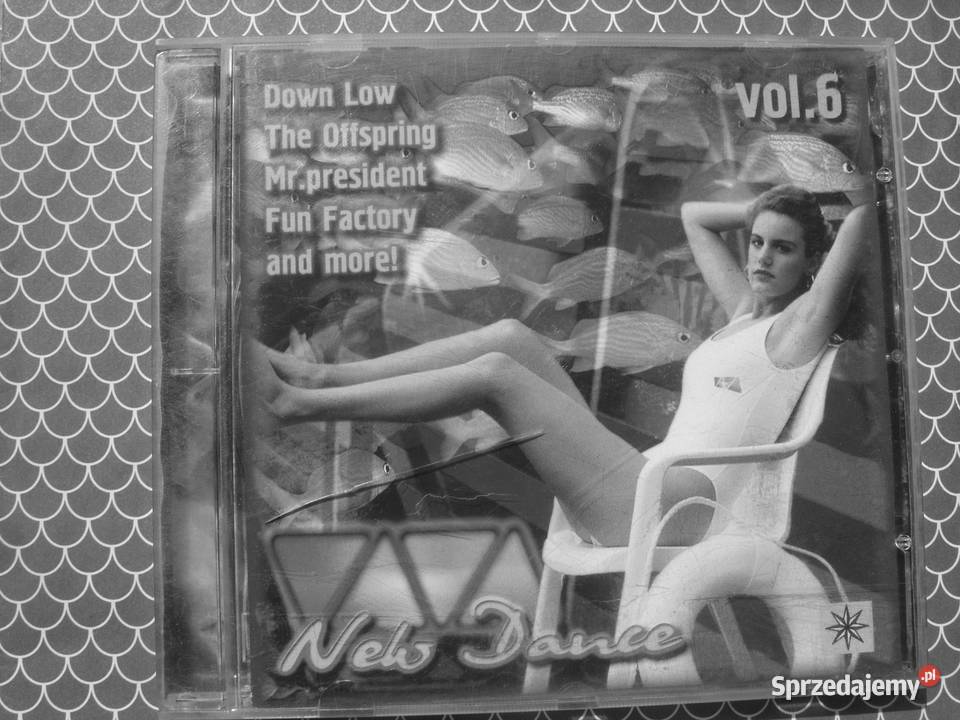 Down Low
The Offspring
Mr.president
Fun Factory
and more!
vol.6
New Dance
Sprzedajemy.pl